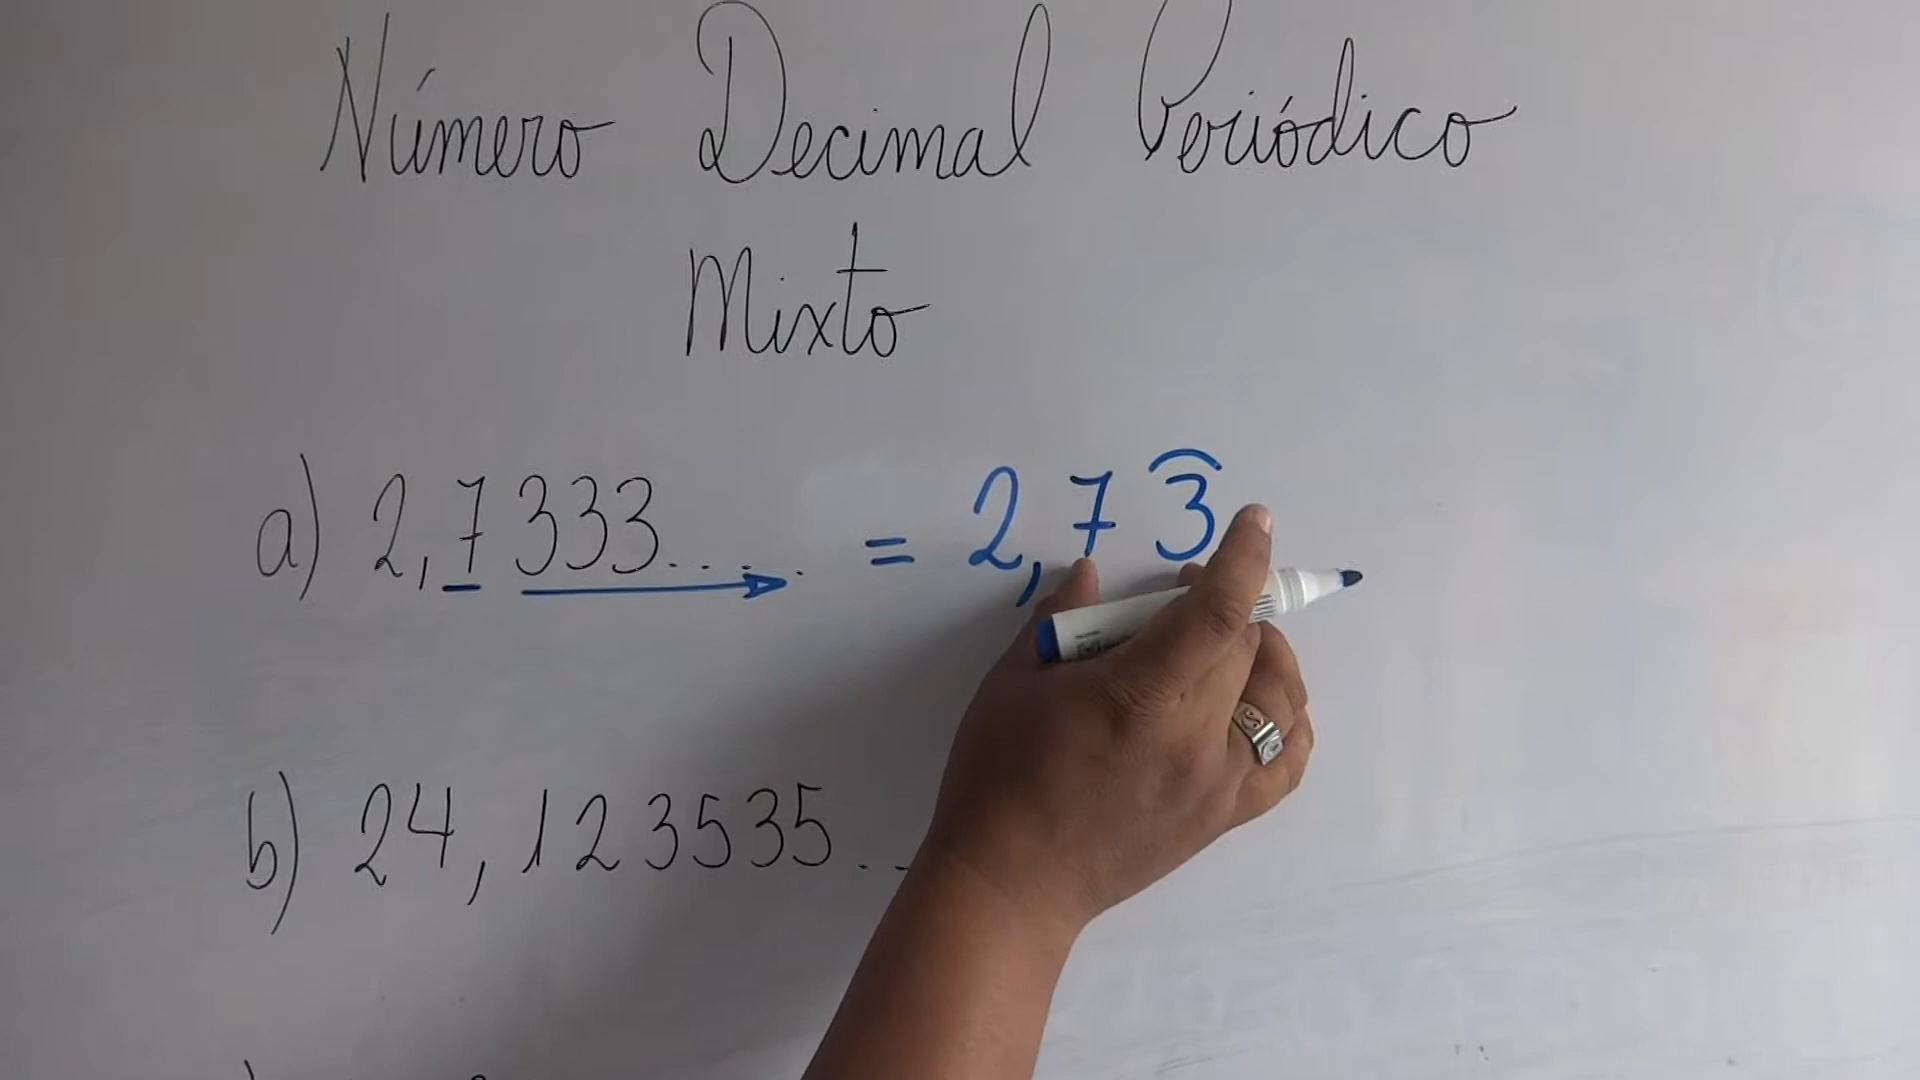 Número Decimal Periódico
Mixto
a) 2,7333.... = 2,73̑
b) 24,123535..